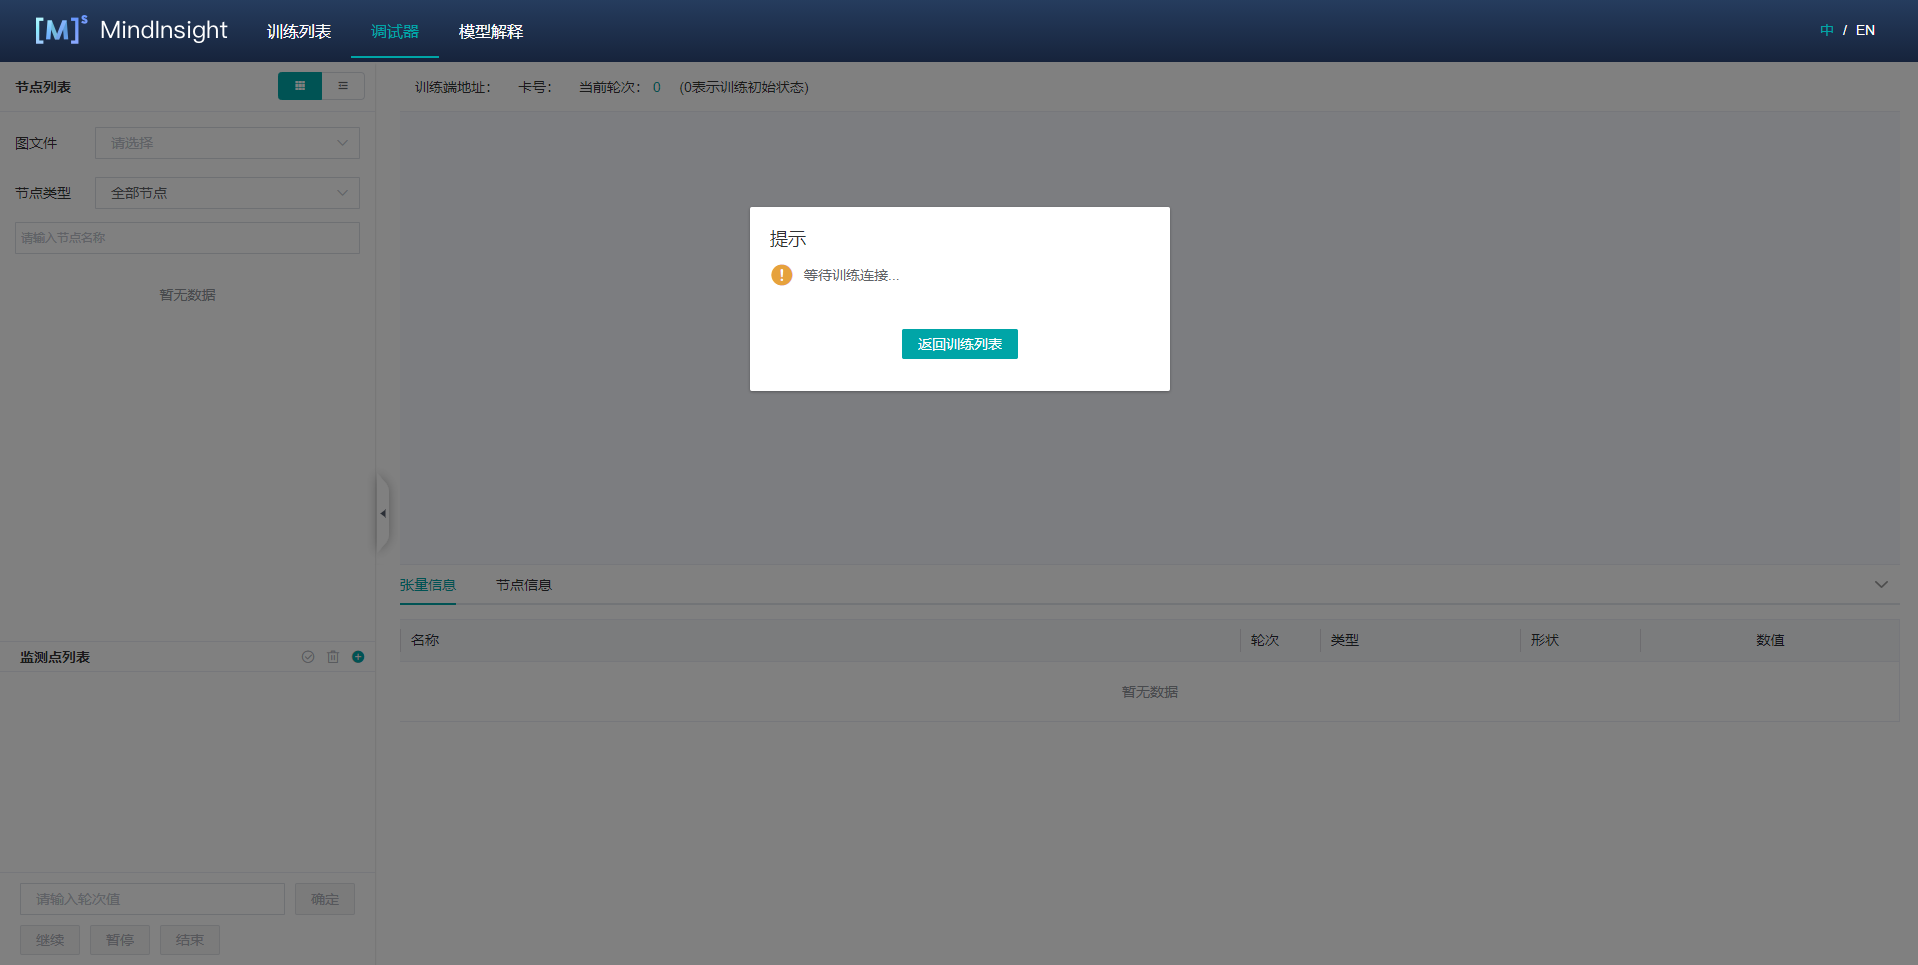 [M]s MindInsight 训练列表 调试器 模型解释 中 / EN
节点列表
训练端地址： 卡号： 当前轮次： 0 (0表示训练初始状态)
图文件 请选择
节点类型 全部节点
请输入节点名称
暂无数据
提示
等待训练连接...
返回训练列表
张量信息 节点信息
名称 轮次 类型 形状 数值
暂无数据
监测点列表
请输入轮次值 确定
继续 暂停 结束